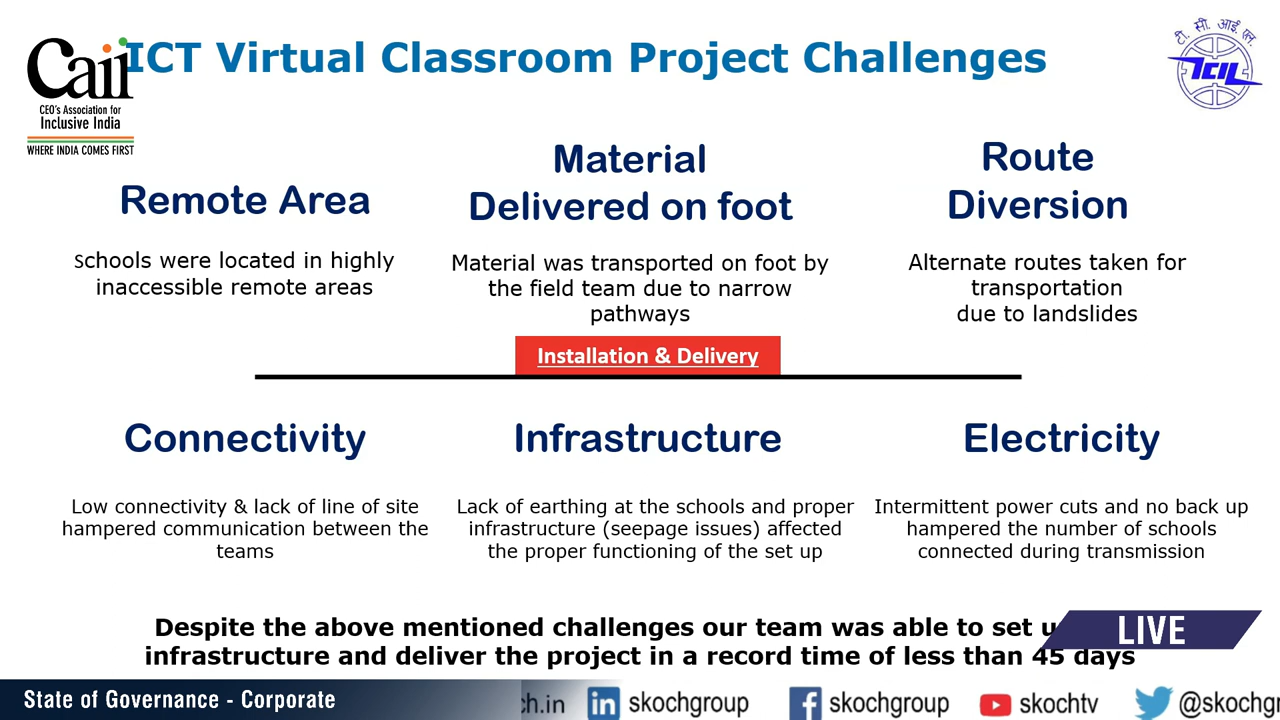 ICT Virtual Classroom Project Challenges
Cail
CEO's Association for
Inclusive India
WHERE INDIA COMES FIRST
टी. सी. आई. एल.
TCIL
Remote Area
Schools were located in highly
inaccessible remote areas
Material
Delivered on foot
Material was transported on foot by
the field team due to narrow
pathways
Route
Diversion
Alternate routes taken for
transportation
due to landslides
Installation & Delivery
Connectivity
Low connectivity & lack of line of site
hampered communication between the
teams
Infrastructure
Lack of earthing at the schools and proper
infrastructure (seepage issues) affected
the proper functioning of the set up
Electricity
Intermittent power cuts and no back up
hampered the number of schools
connected during transmission
Despite the above mentioned challenges our team was able to set
infrastructure and deliver the project in a record time of less than 45 days
LIVE
State of Governance - Corporate
ch.in in skochgroup f skochgroup skochtv @skochg